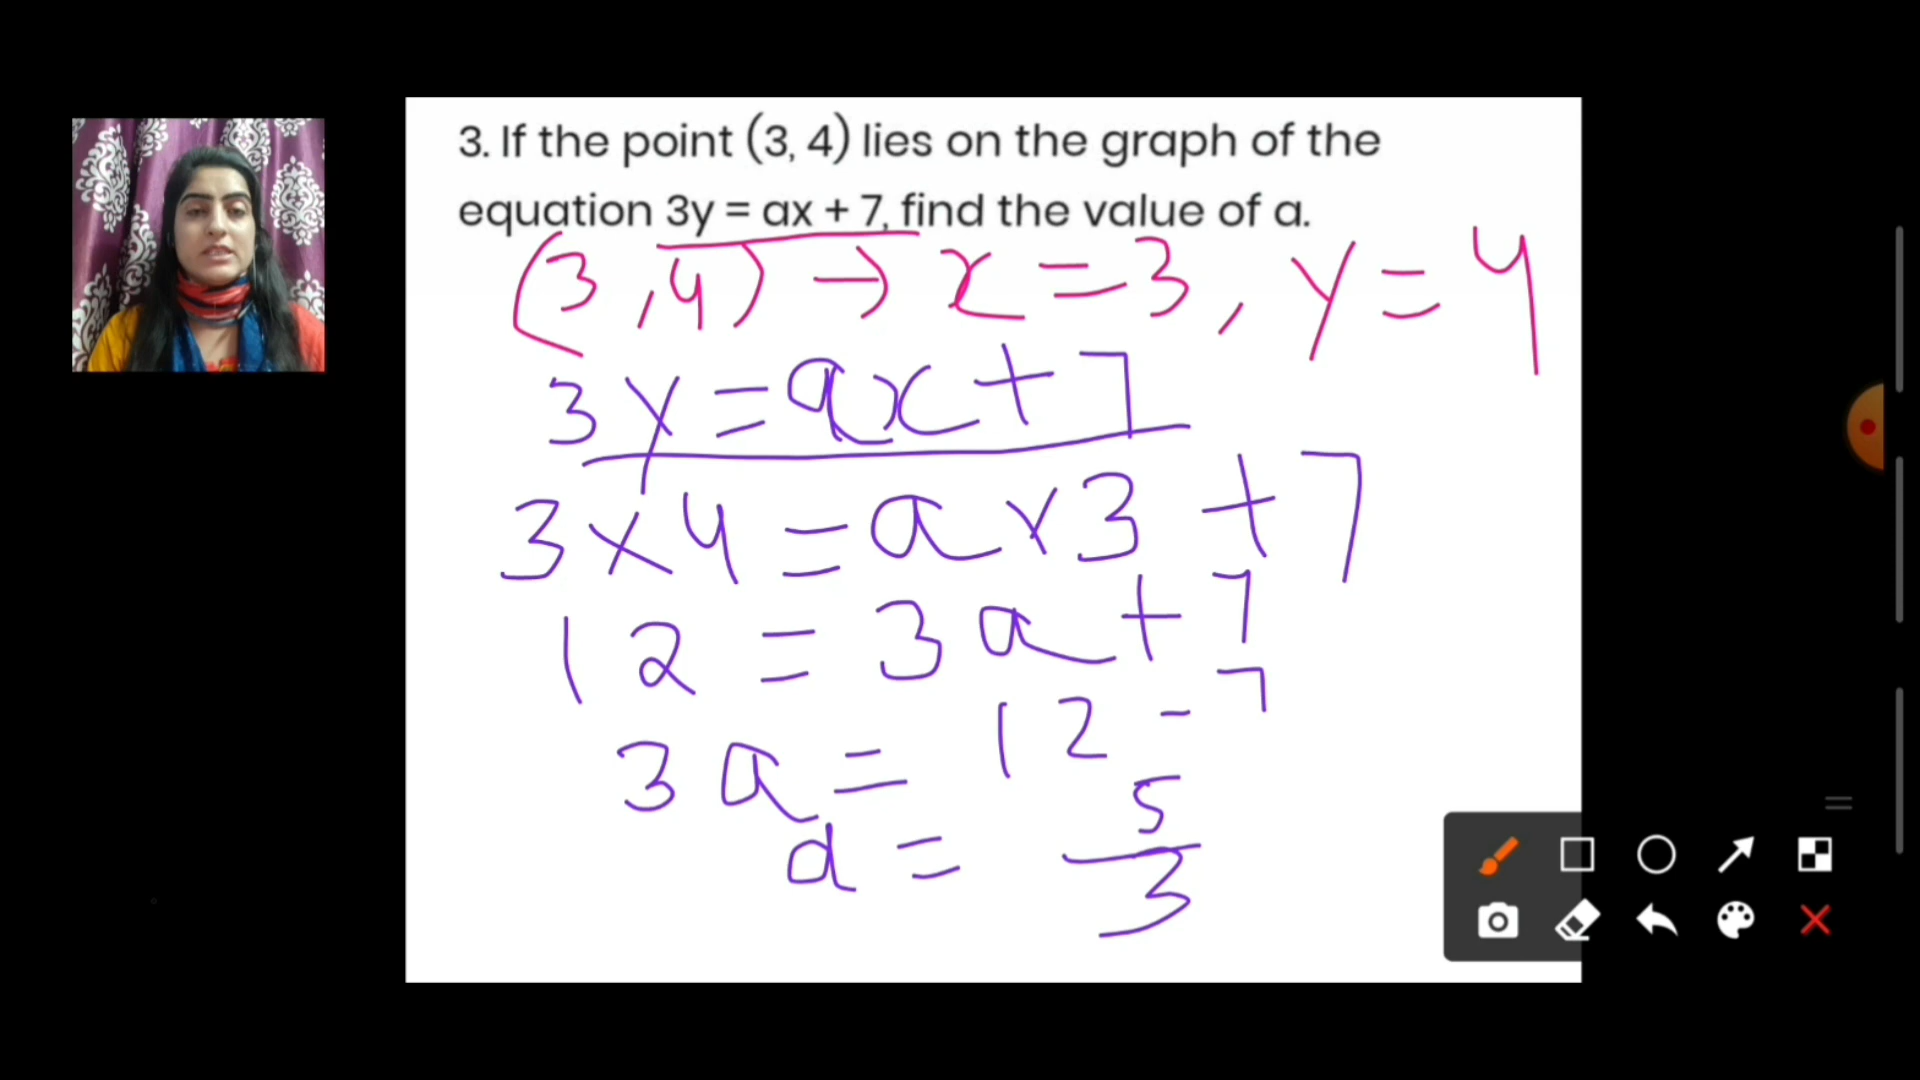 3. If the point (3, 4) lies on the graph of the
equation 3y = ax + 7, find the value of a.
(3,4) → x = 3, y = 4
3y = ax + 7
3 × 4 = a × 3 + 7
12 = 3a + 7
3a = 12 - 7
a = 5/3